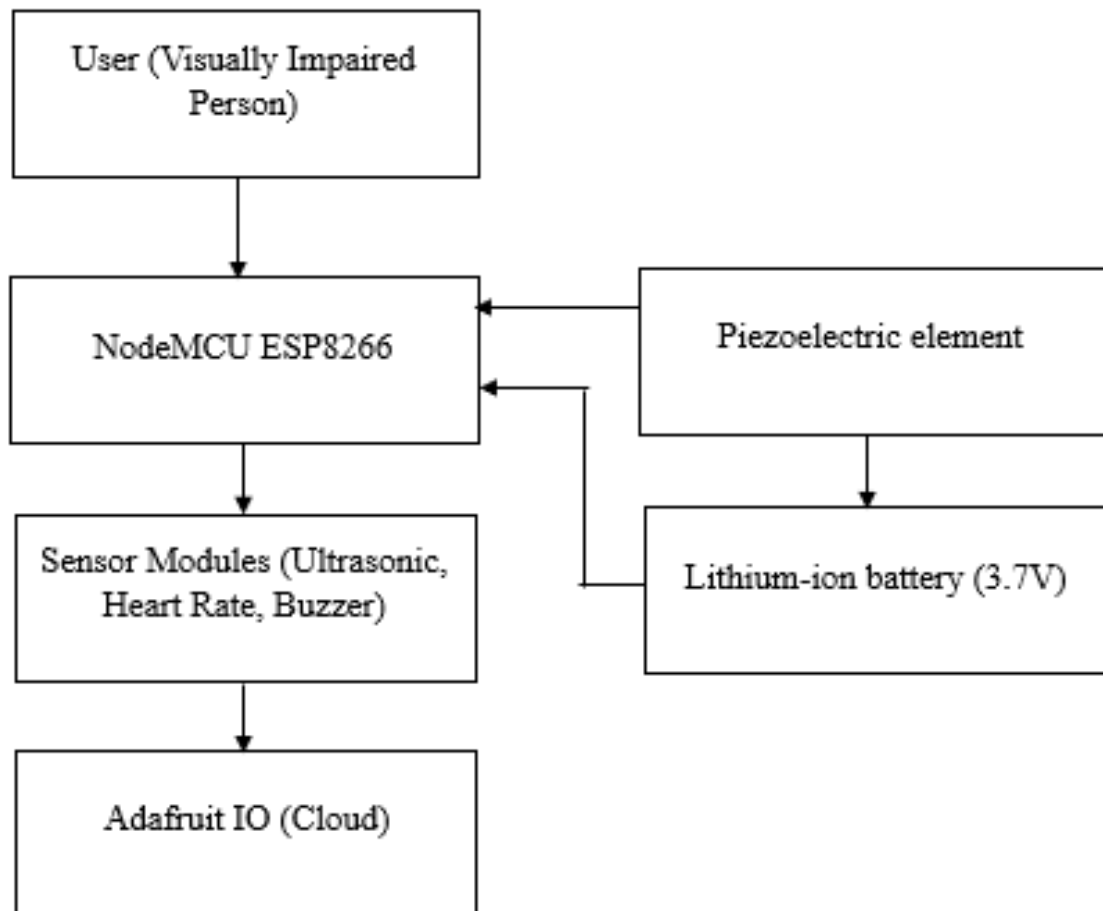 User (Visually Impaired
Person)
NodeMCU ESP8266
Piezoelectric element
Sensor Modules (Ultrasonic,
Heart Rate, Buzzer)
Lithium-ion battery (3.7V)
Adafruit IO (Cloud)